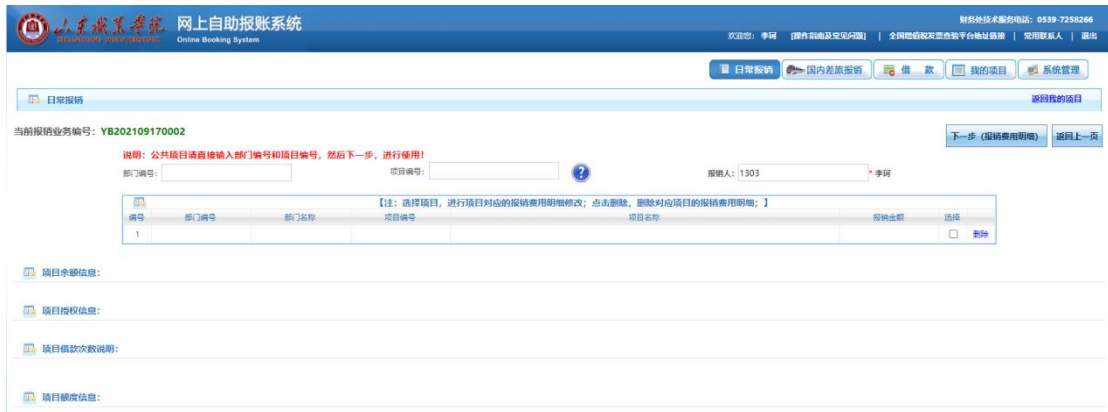 山东职业学院 网上自助报账系统
SHANDONG POLYTECHNIC Online Booking System
财务处技术服务电话: 0539-7258266
欢迎您: 李珂 [操作指南及常见问题] | 全国增值税发票查验平台地址链接 | 常用联系人 | 退出
日常报销 国内差旅报销 借 款 我的项目 系统管理
日常报销 返回我的项目
当前报销业务编号: YB202109170002
下一步 (报销费用明细) 返回上一页
说明: 公共项目请直接输入部门编号和项目编号, 然后下一步, 进行使用!
部门编号: 项目编号: ? 报销人: 1303 * 李珂
【注: 选择项目, 进行项目对应的报销费用明细修改; 点击删除, 删除对应项目的报销费用明细; 】
编号 部门编号 部门名称 项目编号 项目名称 报销金额 选择
1 删除
项目余额信息:
项目授权信息:
项目借款次数说明:
项目额度信息: